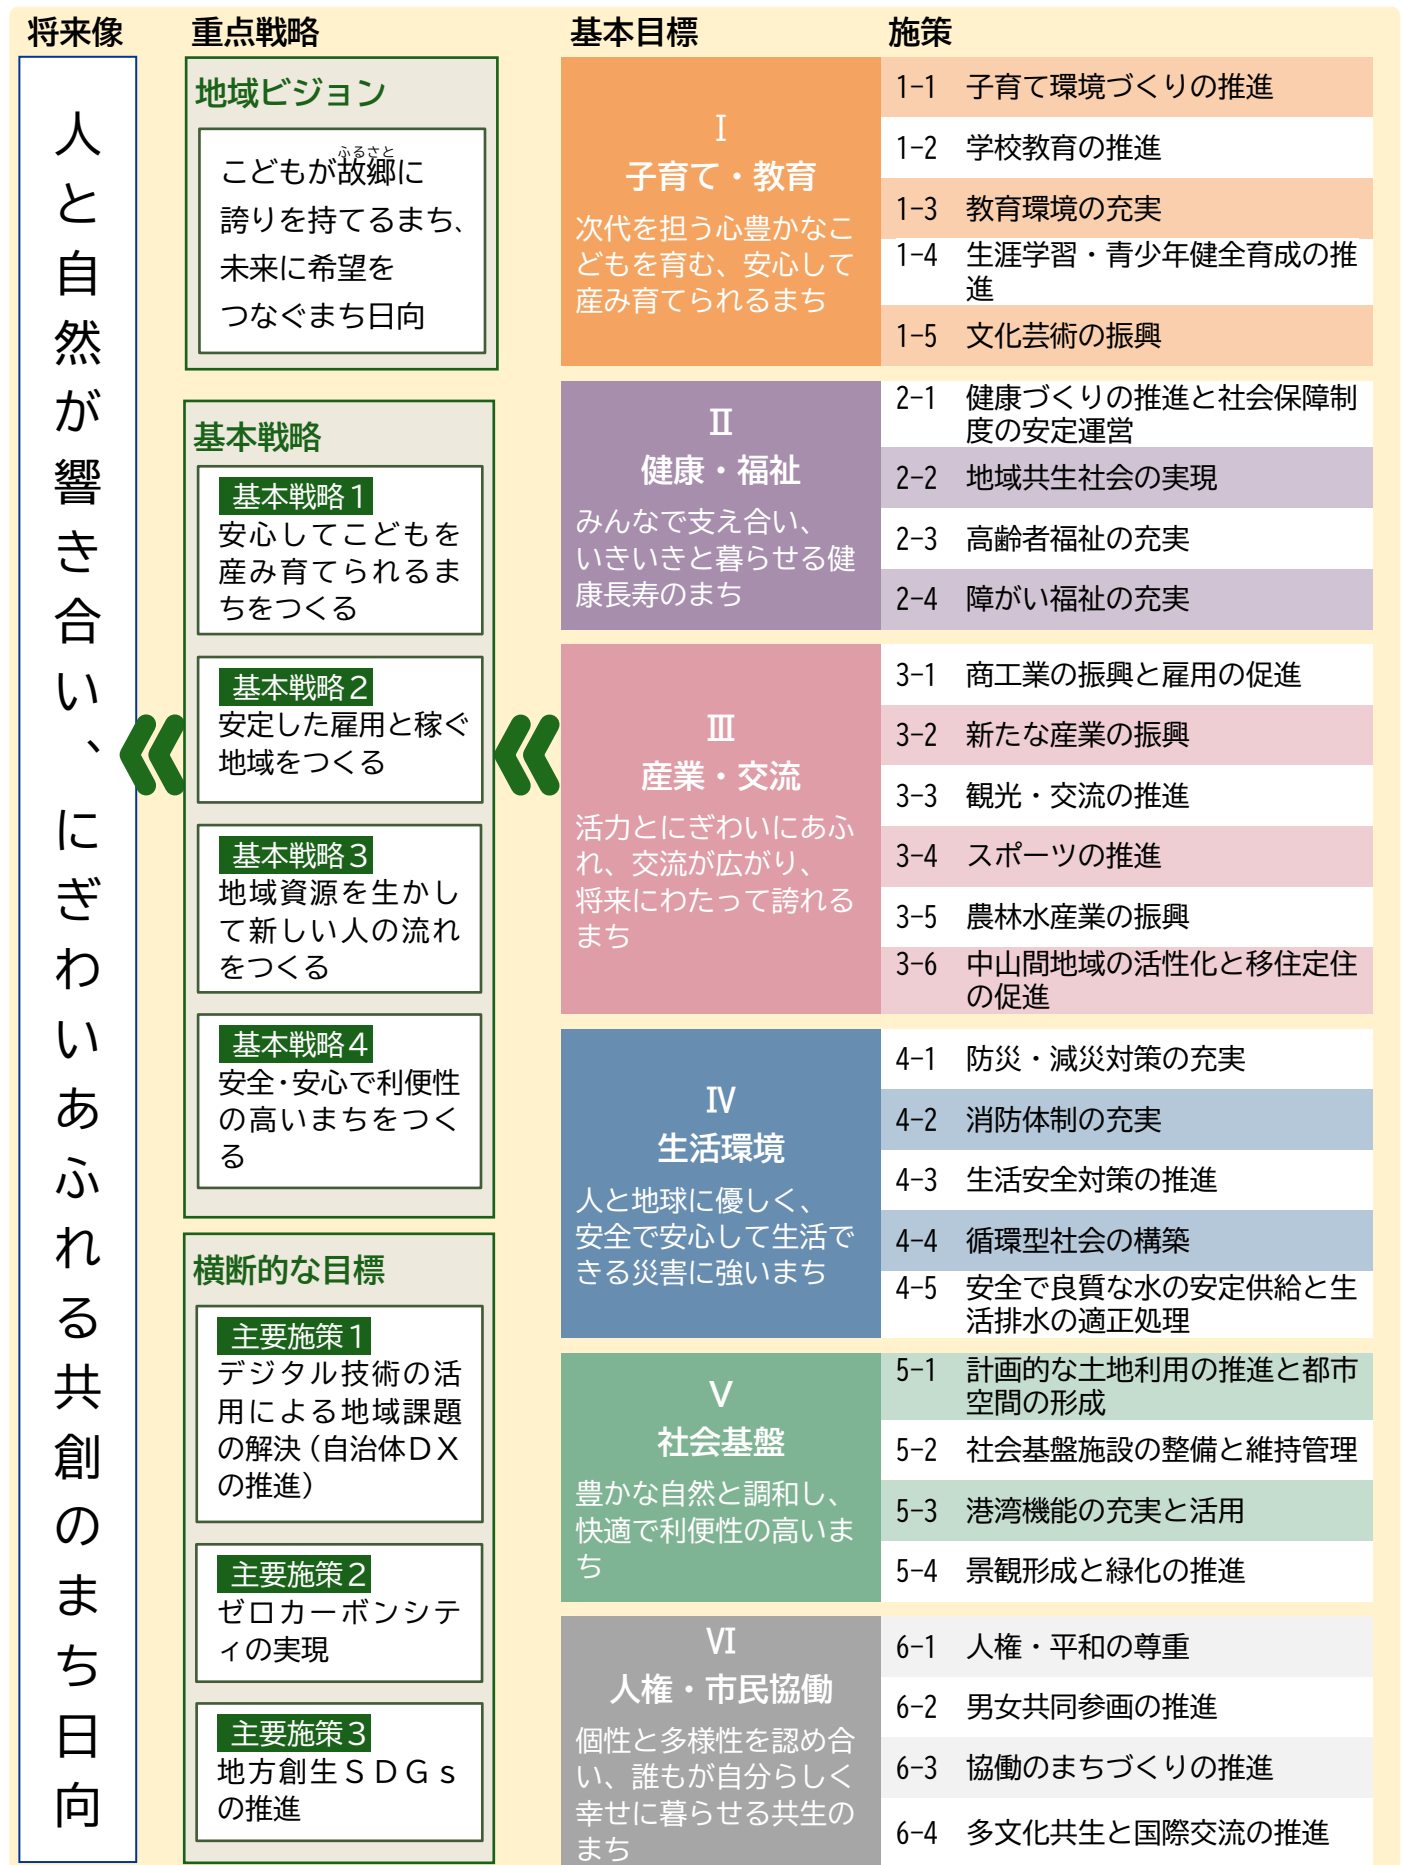 将来像
重点戦略
基本目標
施策
人と自然が響き合い、にぎわいあふれる共創のまち日向
地域ビジョン
ふるさと
こどもが故郷に
誇りを持てるまち、
未来に希望を
つなぐまち日向
基本戦略
基本戦略1
安心してこどもを
産み育てられるま
ちをつくる
基本戦略2
安定した雇用と稼ぐ
地域をつくる
基本戦略3
地域資源を生かし
て新しい人の流れ
をつくる
基本戦略4
安全・安心で利便性
の高いまちをつく
る
横断的な目標
主要施策1
デジタル技術の活
用による地域課題
の解決(自治体DX
の推進)
主要施策2
ゼロカーボンシテ
ィの実現
主要施策3
地方創生SDGs
の推進
Ⅰ
子育て・教育
次代を担う心豊かなこ
どもを育む、安心して
産み育てられるまち
1-1 子育て環境づくりの推進
1-2 学校教育の推進
1-3 教育環境の充実
1-4 生涯学習・青少年健全育成の推
進
1-5 文化芸術の振興
Ⅱ
健康・福祉
みんなで支え合い、
いきいきと暮らせる健
康長寿のまち
2-1 健康づくりの推進と社会保障制
度の安定運営
2-2 地域共生社会の実現
2-3 高齢者福祉の充実
2-4 障がい福祉の充実
Ⅲ
産業・交流
活力とにぎわいにあふ
れ、交流が広がり、
将来にわたって誇れる
まち
3-1 商工業の振興と雇用の促進
3-2 新たな産業の振興
3-3 観光・交流の推進
3-4 スポーツの推進
3-5 農林水産業の振興
3-6 中山間地域の活性化と移住定住
の促進
Ⅳ
生活環境
人と地球に優しく、
安全で安心して生活で
きる災害に強いまち
4-1 防災・減災対策の充実
4-2 消防体制の充実
4-3 生活安全対策の推進
4-4 循環型社会の構築
4-5 安全で良質な水の安定供給と生
活排水の適正処理
Ⅴ
社会基盤
豊かな自然と調和し、
快適で利便性の高いま
ち
5-1 計画的な土地利用の推進と都市
空間の形成
5-2 社会基盤施設の整備と維持管理
5-3 港湾機能の充実と活用
5-4 景観形成と緑化の推進
Ⅵ
人権・市民協働
個性と多様性を認め合
い、誰もが自分らしく
幸せに暮らせる共生の
まち
6-1 人権・平和の尊重
6-2 男女共同参画の推進
6-3 協働のまちづくりの推進
6-4 多文化共生と国際交流の推進